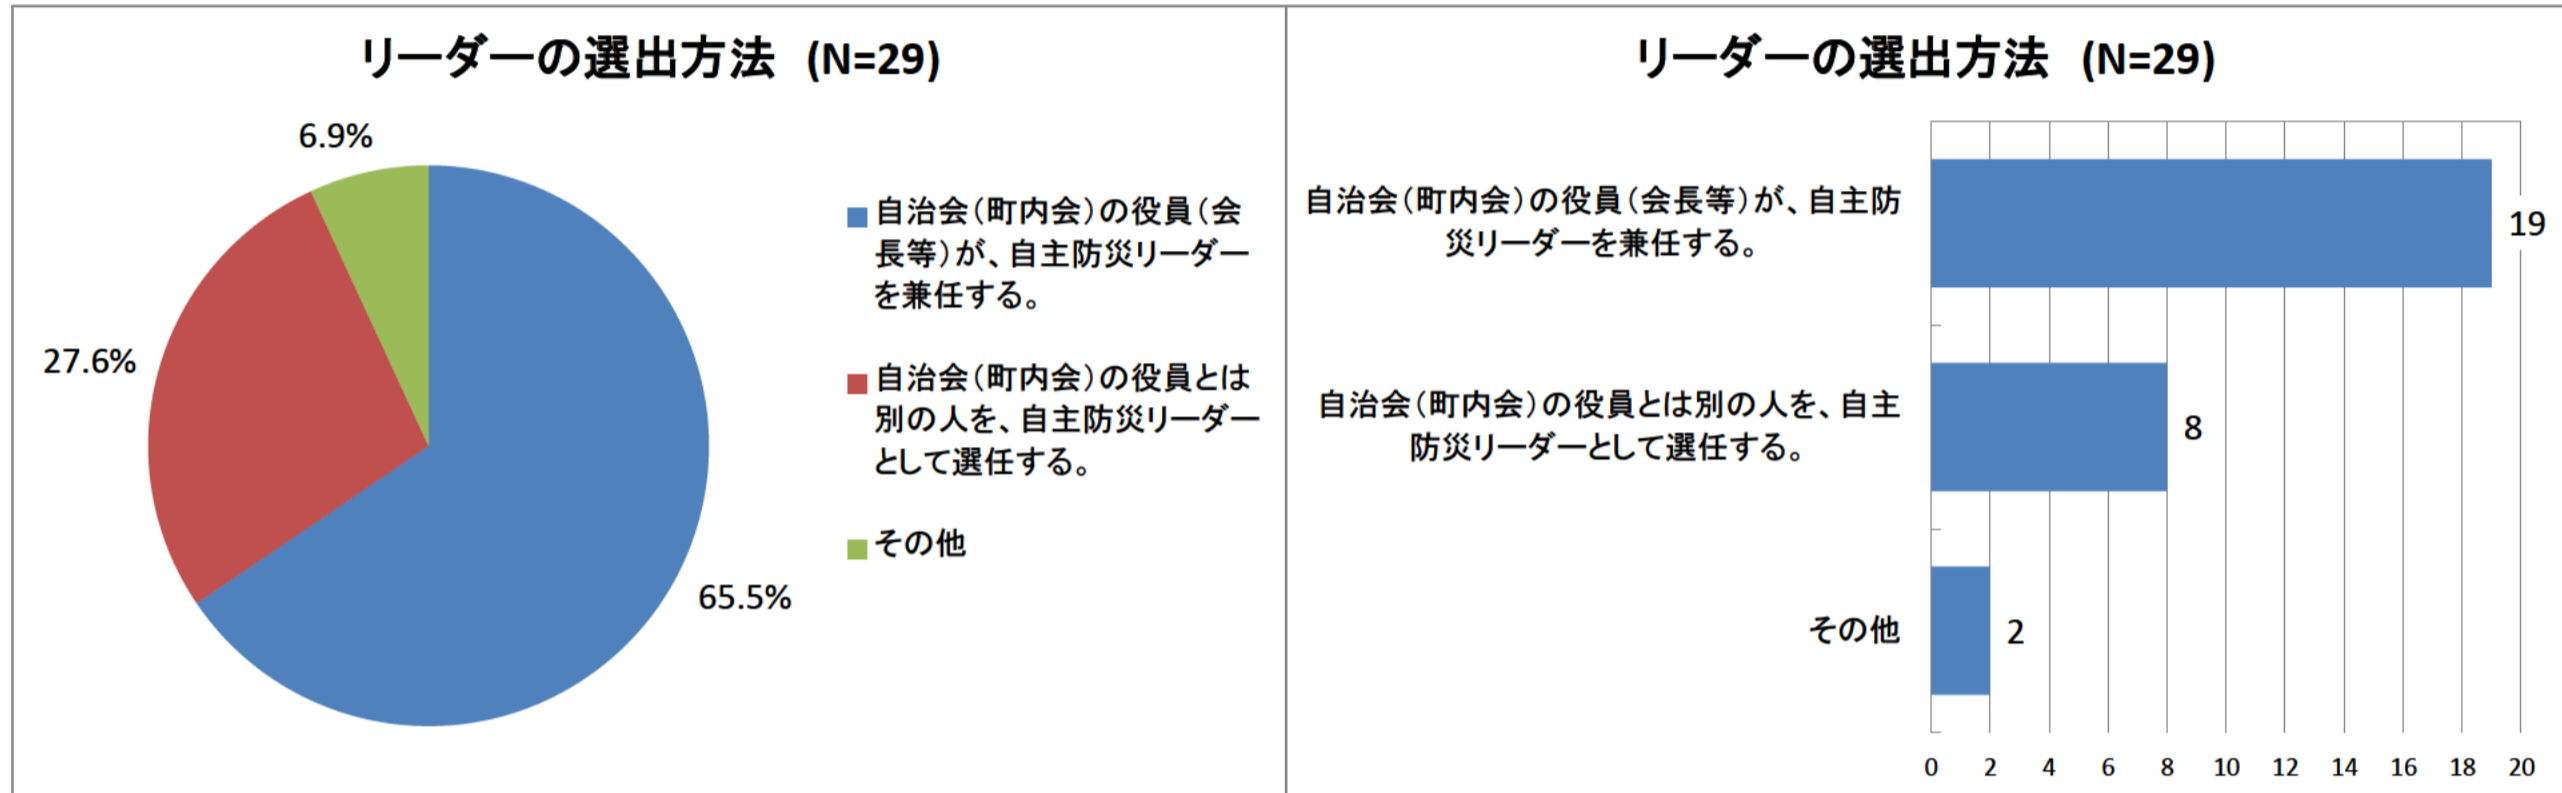 リーダーの選出方法 (N=29)
6.9%
27.6%
65.5%
自治会(町内会)の役員(会
長等)が、自主防災リーダー
を兼任する。
自治会(町内会)の役員とは
別の人を、自主防災リーダー
として選任する。
その他
リーダーの選出方法 (N=29)
自治会(町内会)の役員(会長等)が、自主防
災リーダーを兼任する。
19
自治会(町内会)の役員とは別の人を、自主
防災リーダーとして選任する。
8
その他
2
0 2 4 6 8 10 12 14 16 18 20